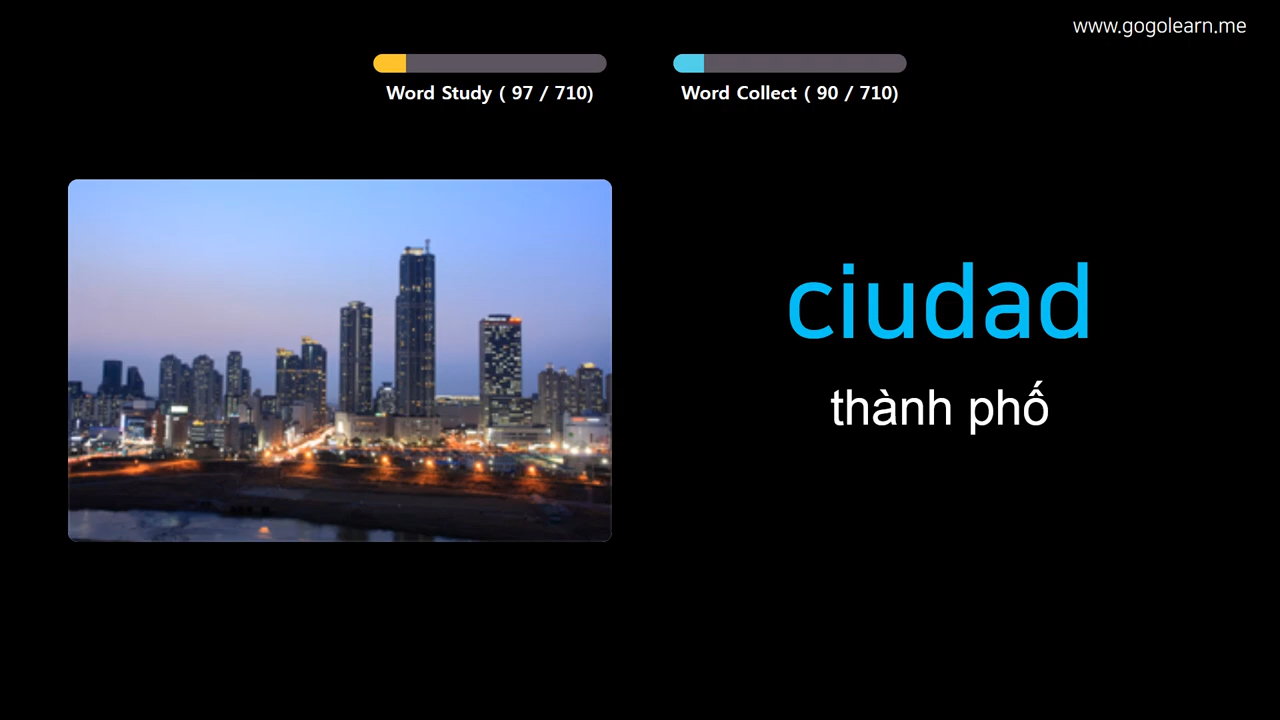 www.gogolearn.me
Word Study ( 97 / 710)
Word Collect ( 90 / 710)
ciudad
thành phố